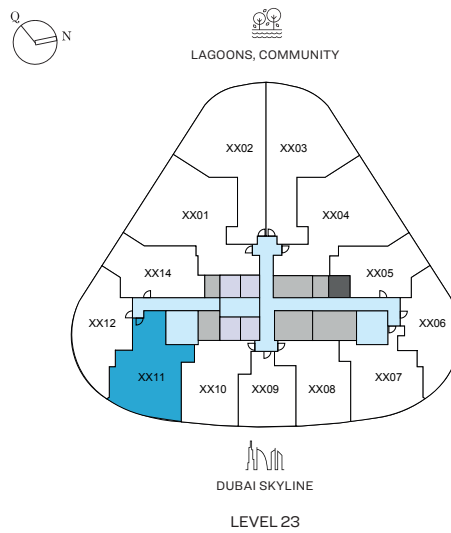 Q
N
LAGOONS, COMMUNITY
XX02
XX03
XX01
XX04
XX14
XX05
XX12
XX06
XX11
XX10
XX09
XX08
XX07
DUBAI SKYLINE
LEVEL 23